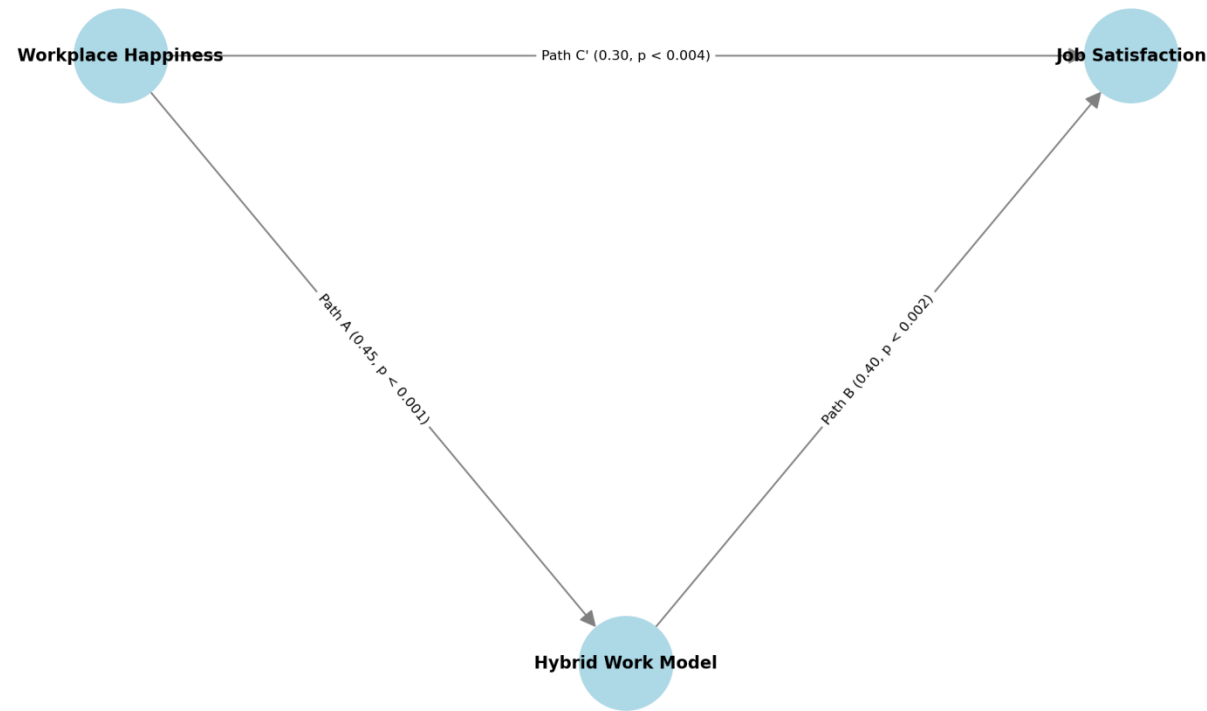 Workplace Happiness
Path C' (0.30, p < 0.004)
Job Satisfaction
Path A (0.45, p < 0.001)
Path B (0.40, p < 0.002)
Hybrid Work Model